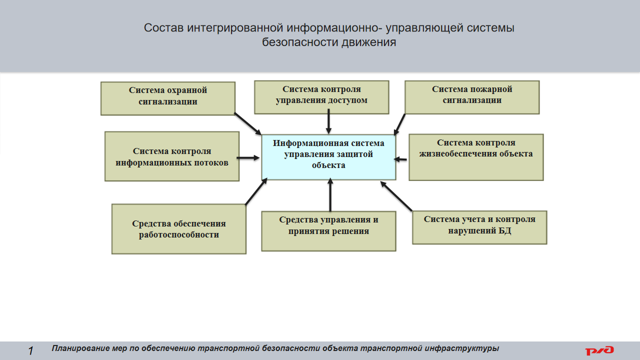 Состав интегрированной информационно- управляющей системы
безопасности движения
Система охранной
сигнализации
Система контроля
управления доступом
Система пожарной
сигнализации
Система контроля
информационных потоков
Информационная система
управления защитой
объекта
Система контроля
жизнеобеспечения объекта
Средства обеспечения
работоспособности
Средства управления и
принятия решения
Система учета и контроля
нарушений БД
1
Планирование мер по обеспечению транспортной безопасности объекта транспортной инфраструктуры
РЖД